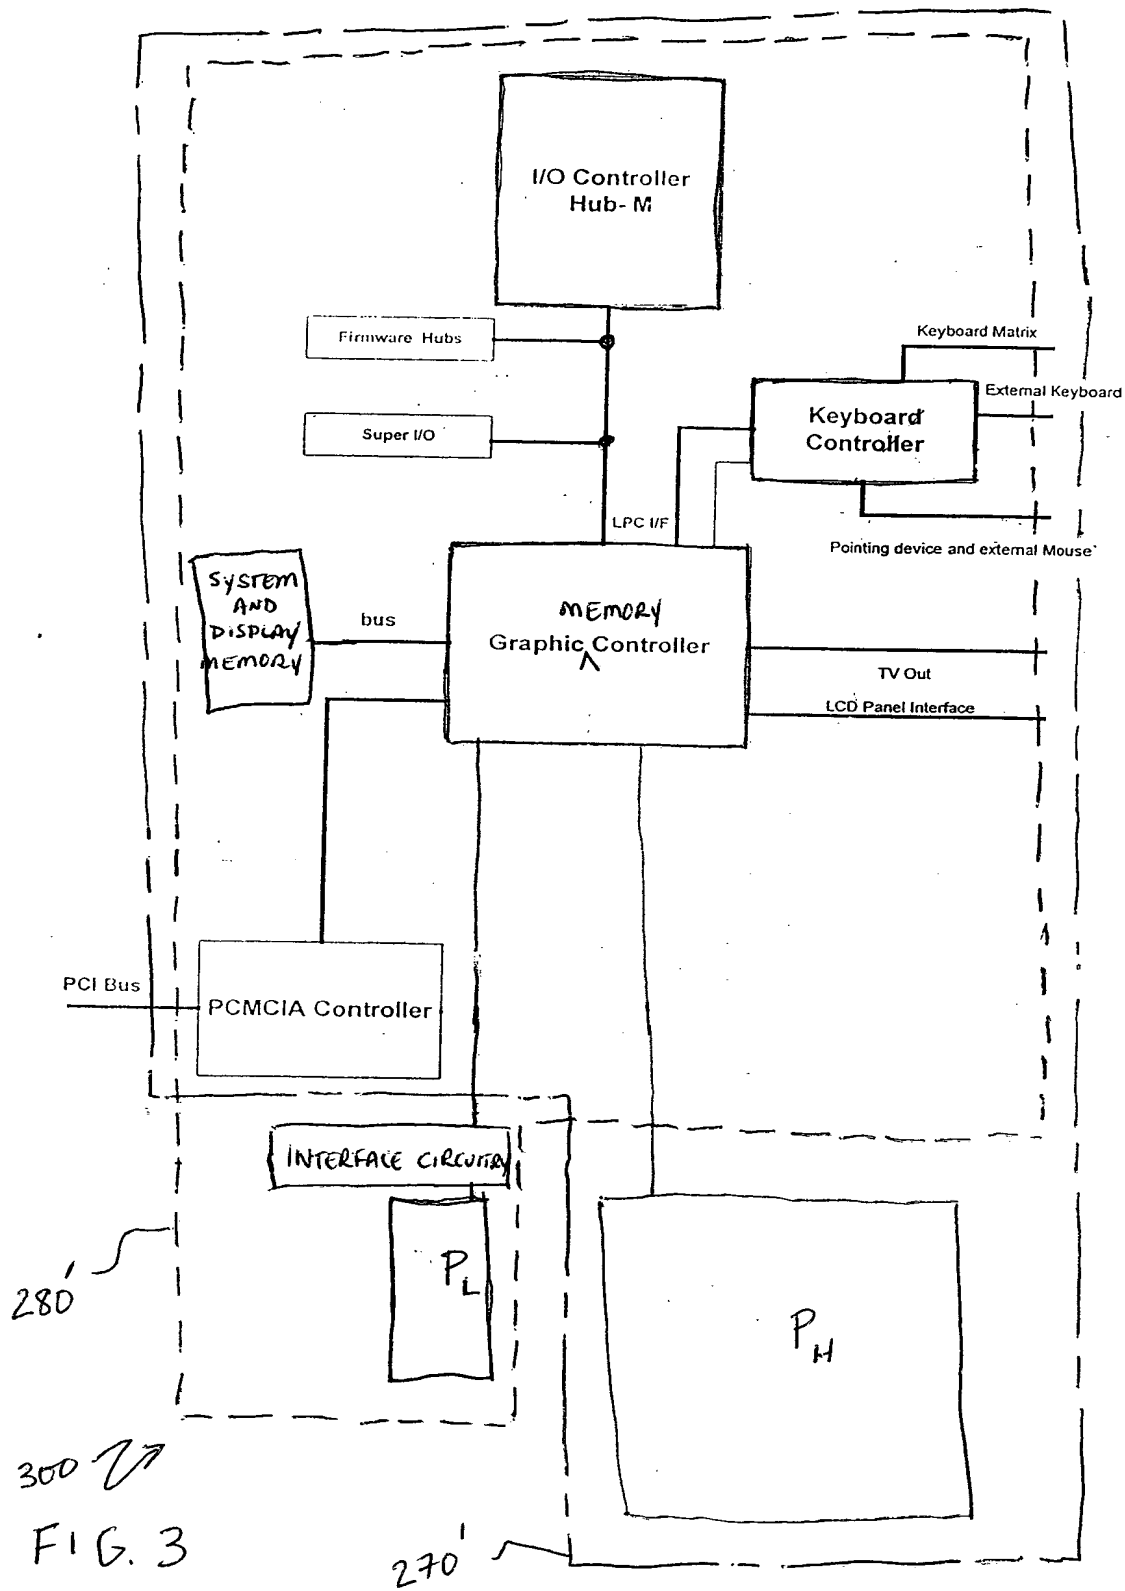 I/O Controller
Hub- M
Firmware Hubs
Keyboard Matrix
External Keyboard
Keyboard
Controller
Super I/O
LPC I/F
Pointing device and external Mouse
SYSTEM
AND
DISPLAY
MEMORY
bus
MEMORY
Graphic Controller
TV Out
LCD Panel Interface
PCI Bus
PCMCIA Controller
INTERFACE CIRCUITRY
PL
PH
280'
300
FIG. 3
270'